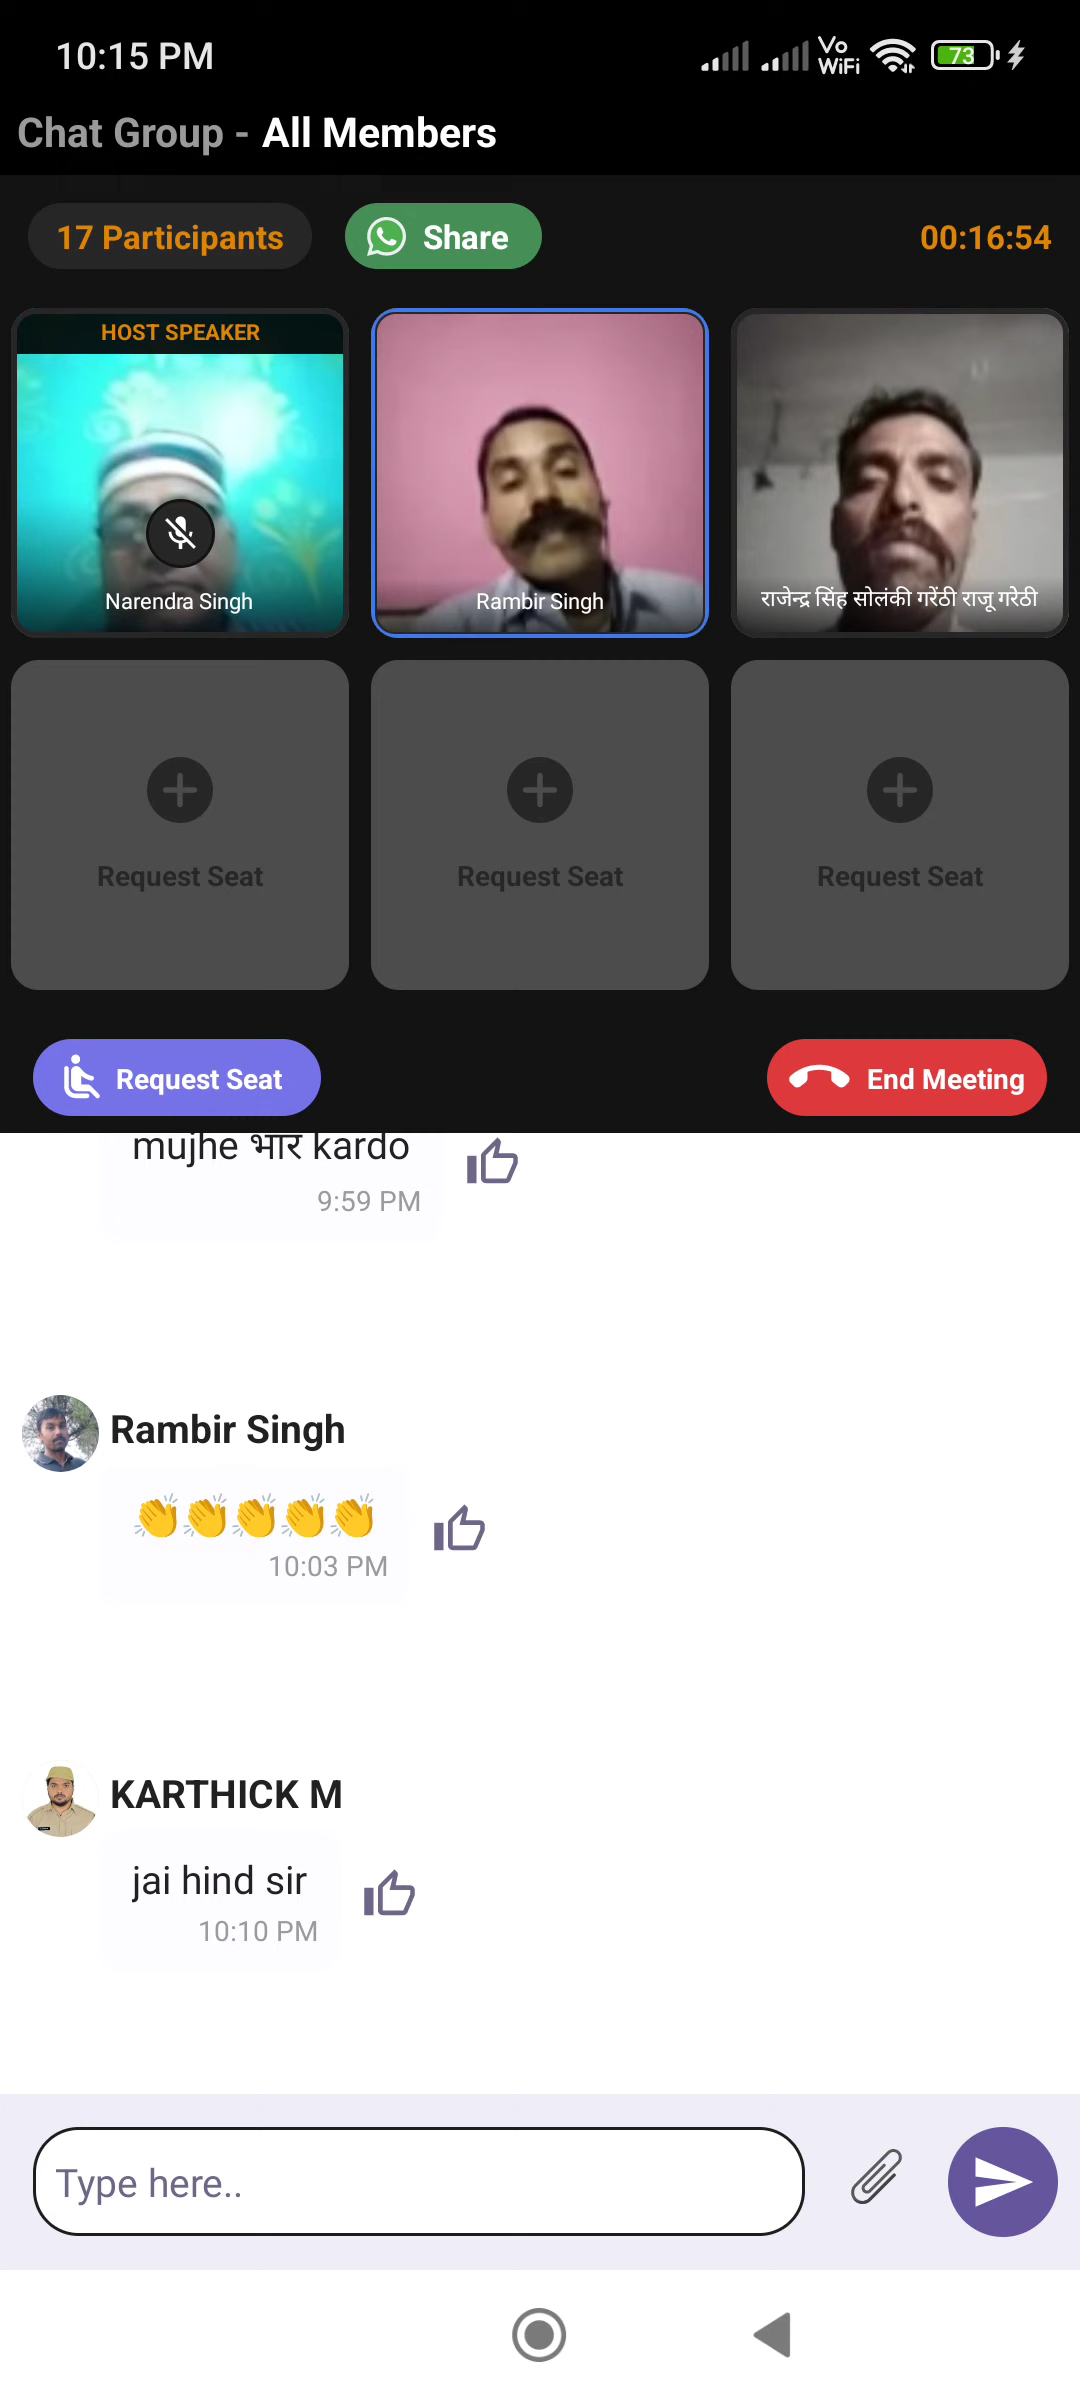 10:15 PM
Vo
WiFi
73
Chat Group - All Members
17 Participants
Share
00:16:54
HOST SPEAKER
Narendra Singh
Rambir Singh
राजेन्द्र सिंह सोलंकी गरेंठी राजू गरेठी
Request Seat
Request Seat
Request Seat
Request Seat
End Meeting
mujhe भार kardo
9:59 PM
Rambir Singh
👏👏👏👏👏
10:03 PM
KARTHICK M
jai hind sir
10:10 PM
Type here..